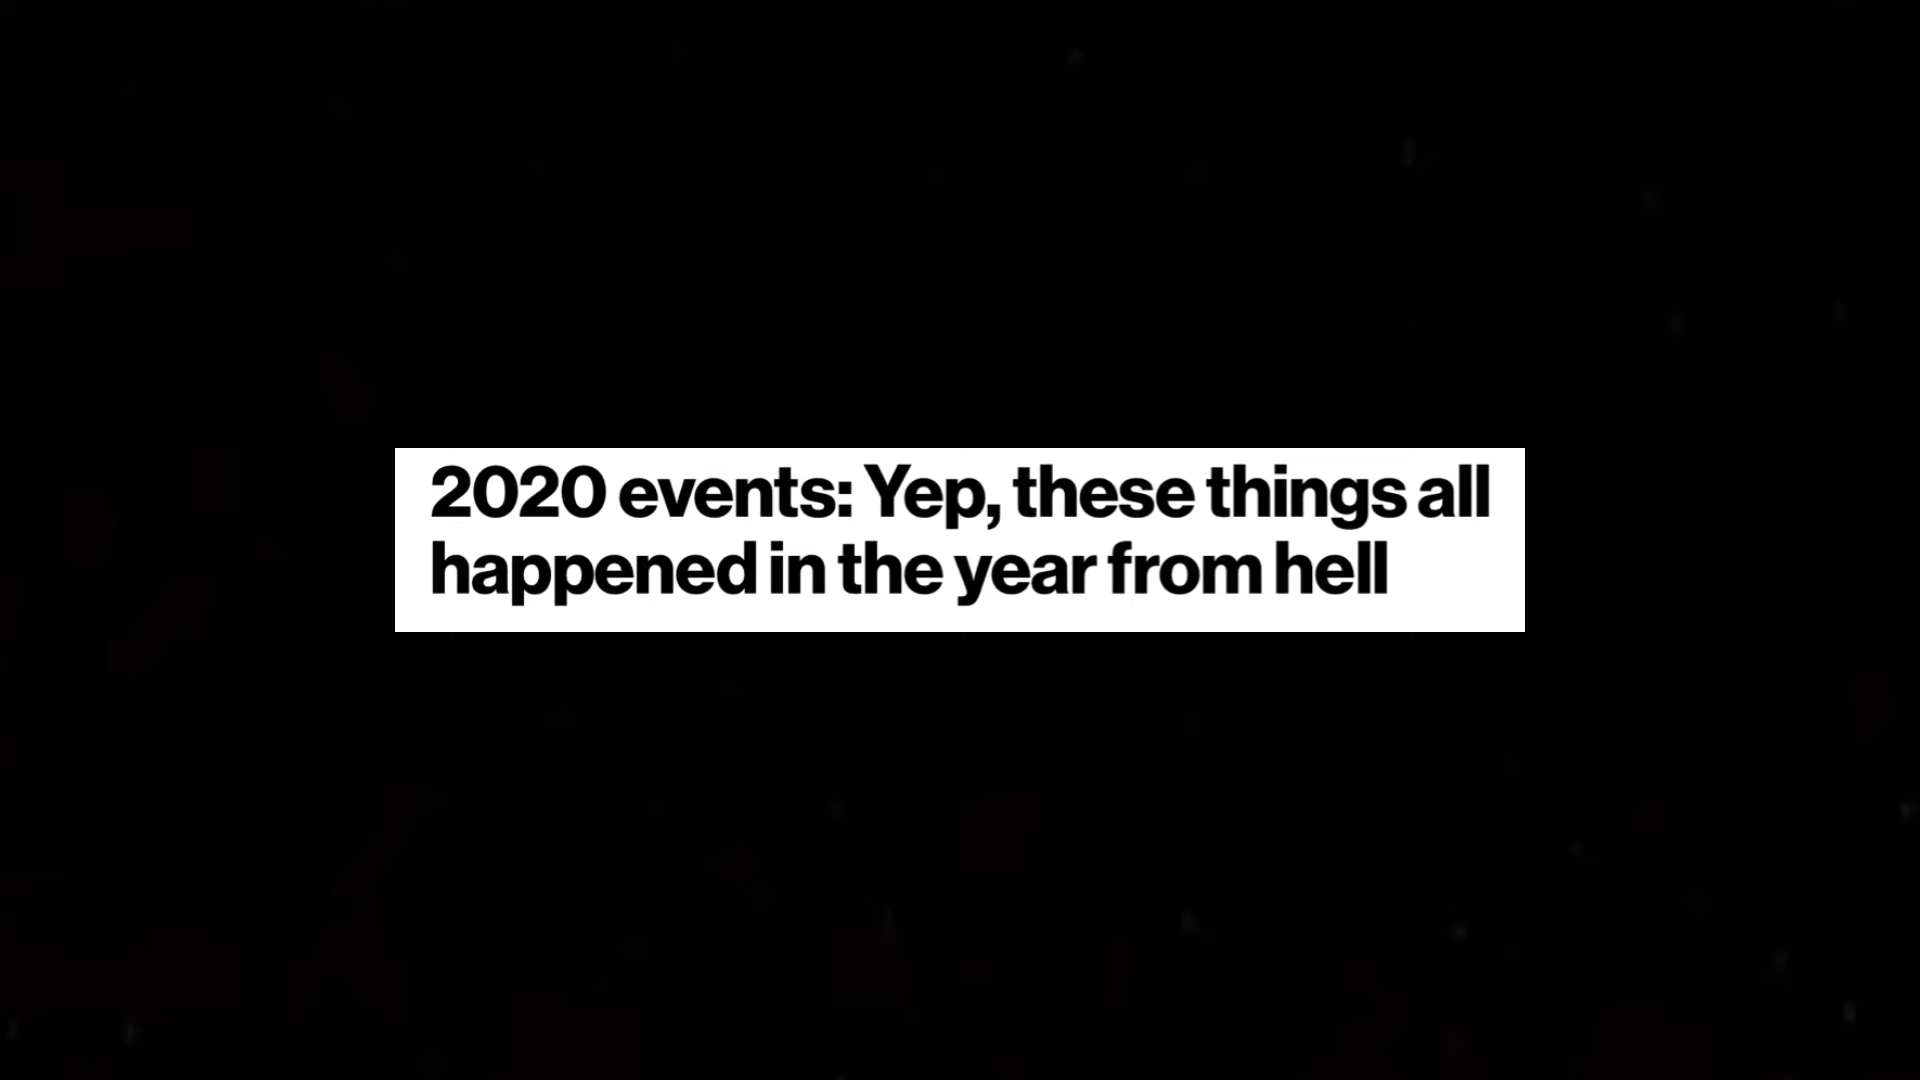 2020 events: Yep, these things all
happened in the year from hell